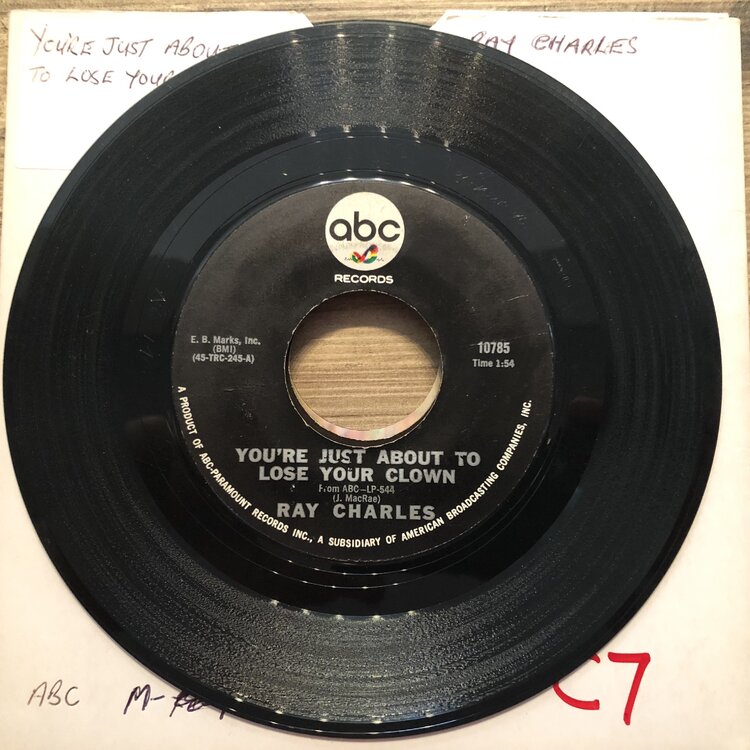 YOU'RE JUST ABOUT
TO LOSE YOUR
RAY CHARLES
abc
RECORDS
E. B. Marks, Inc.
(BMI)
(45-TRC-245-A)
10785
Time 1:54
YOU'RE JUST ABOUT TO
LOSE YOUR CLOWN
From ABC-LP-544
(J. MacRae)
RAY CHARLES
A PRODUCT OF ABC-PARAMOUNT RECORDS INC., A SUBSIDIARY OF AMERICAN BROADCASTING COMPANIES, INC.
ABC M-
C7